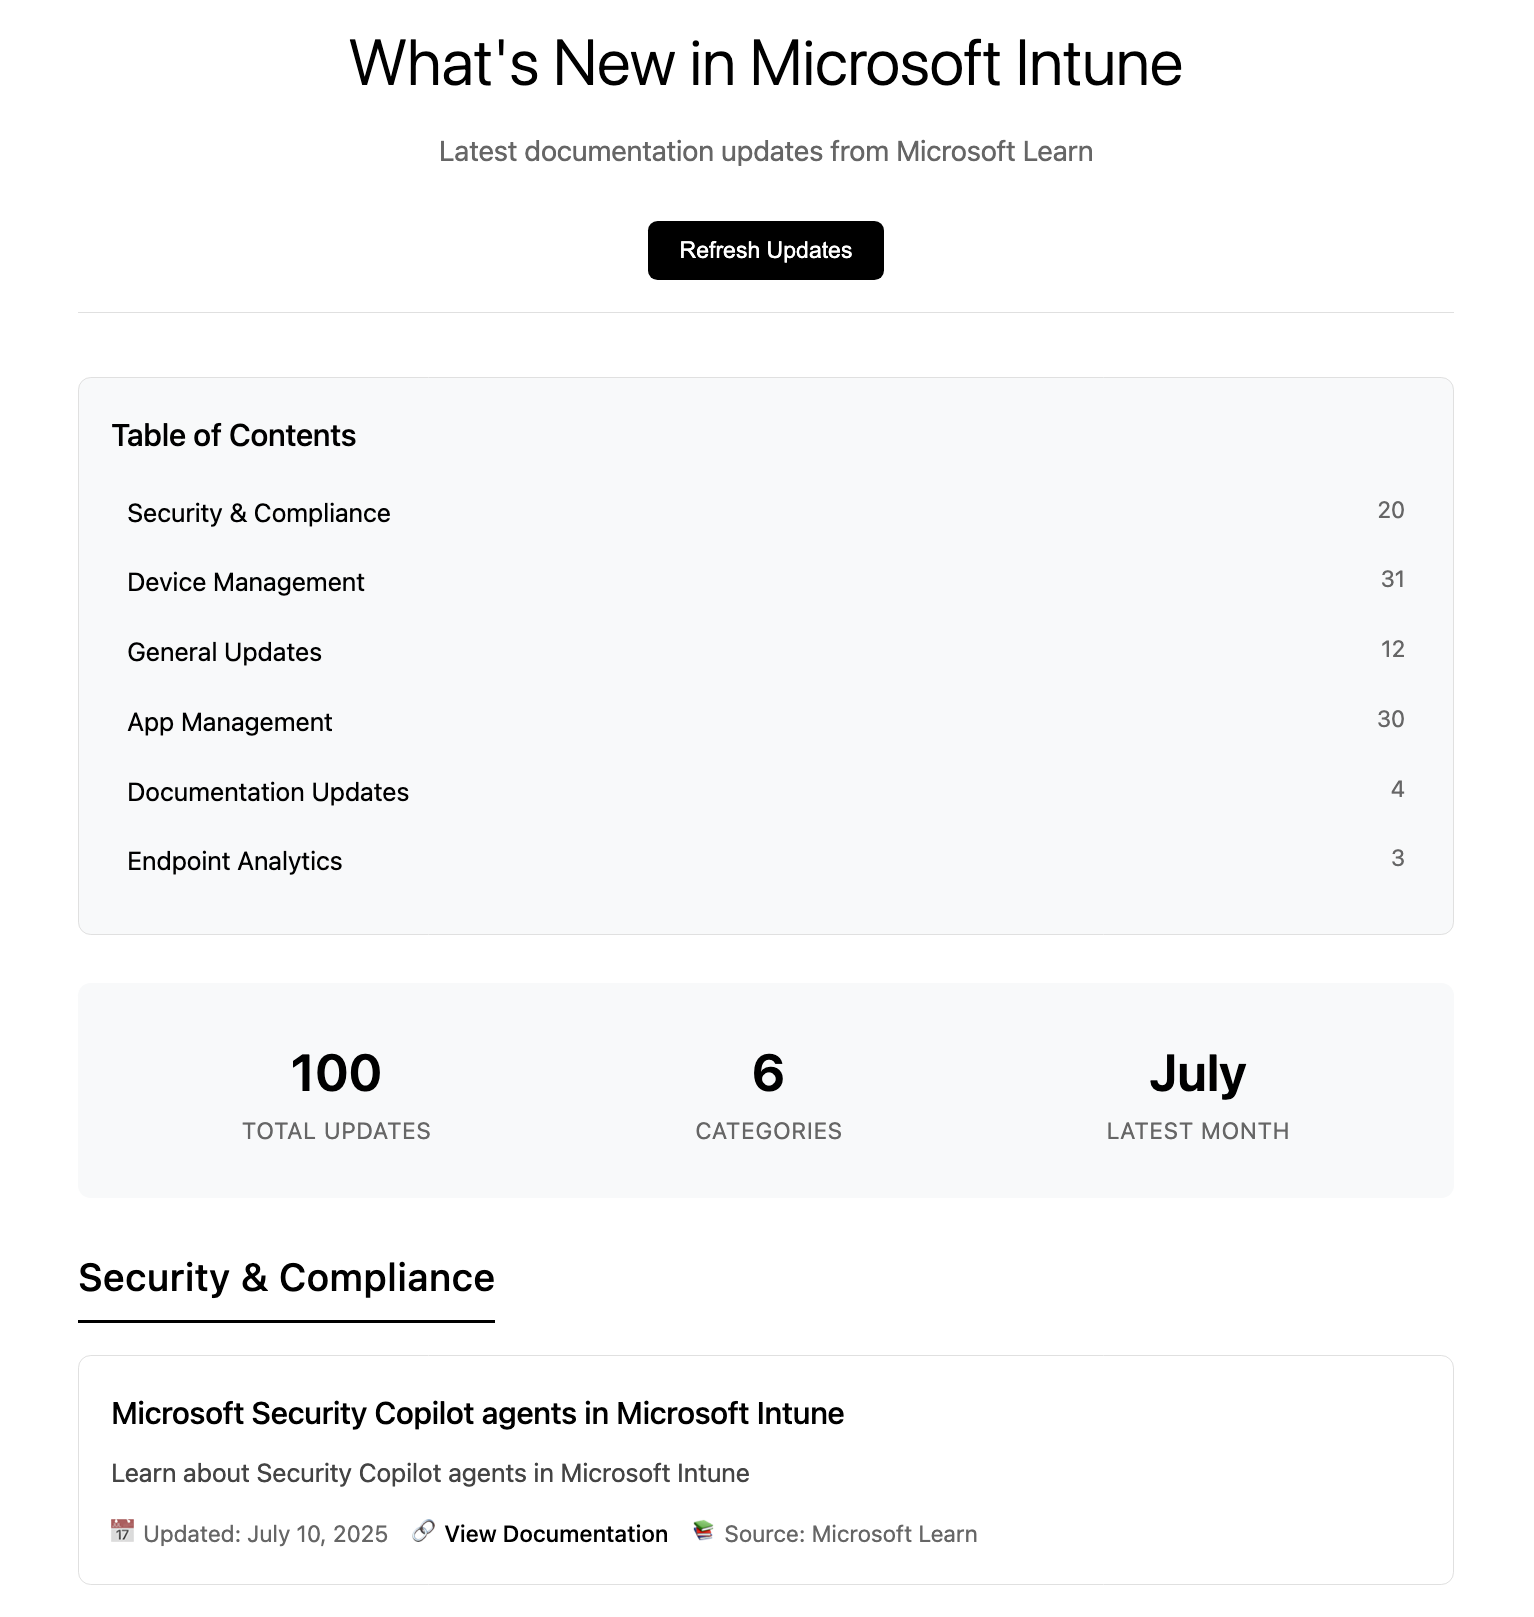 What's New in Microsoft Intune
Latest documentation updates from Microsoft Learn
Refresh Updates
Table of Contents
Security & Compliance 20
Device Management 31
General Updates 12
App Management 30
Documentation Updates 4
Endpoint Analytics 3
100 6 July
TOTAL UPDATES CATEGORIES LATEST MONTH
Security & Compliance
Microsoft Security Copilot agents in Microsoft Intune
Learn about Security Copilot agents in Microsoft Intune
📅 Updated: July 10, 2025 🔗 View Documentation 📚 Source: Microsoft Learn